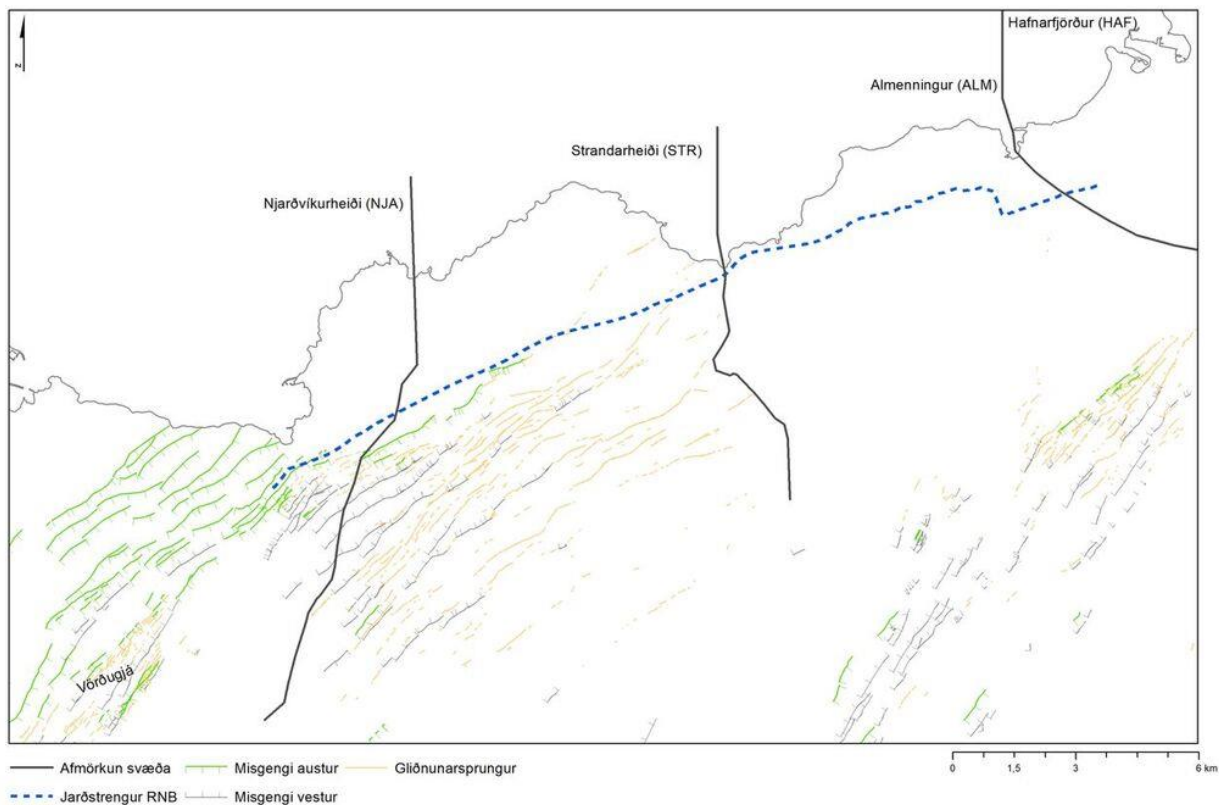 Hafnarfjörður (HAF)
Almenningur (ALM)
Strandarheiði (STR)
Njarðvíkurheiði (NJA)
N
Vörðugjá
Afmörkun svæða
Misgengi austur
Gliðnunarsprungur
Jarðstrengur RNB
Misgengi vestur
0 1,5 3 6 km